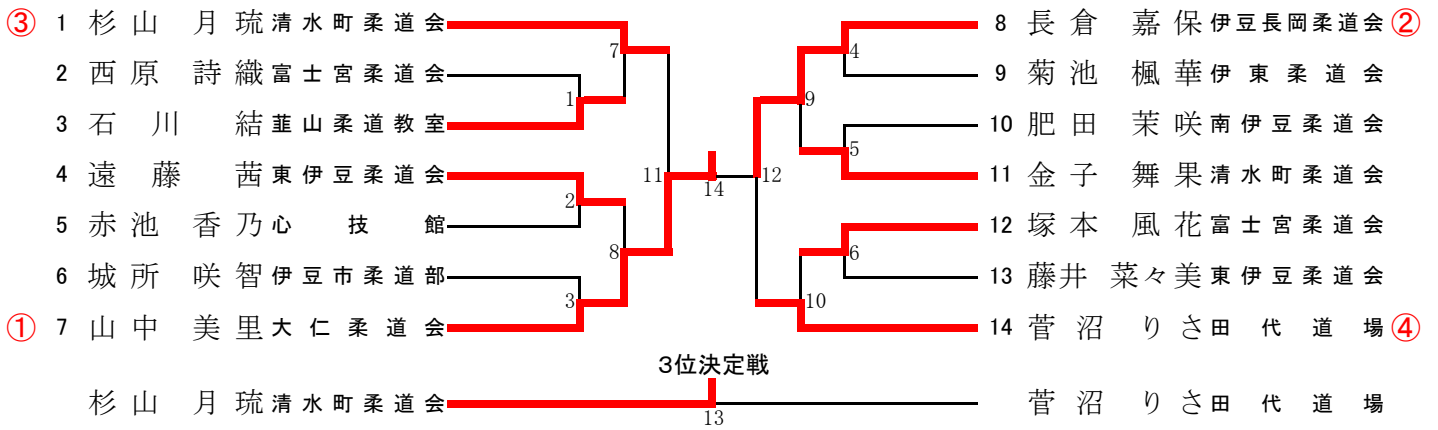 ③ 1 杉山 月琉 清水町柔道会
2 西原 詩織 富士宮柔道会
3 石川 結 韮山柔道教室
4 遠藤 茜 東伊豆柔道会
5 赤池 香乃 心技館
6 城所 咲智 伊豆市柔道部
① 7 山中 美里 大仁柔道会
7
1
2
11
8
3
14
12
4
9
5
6
10
8 長倉 嘉保 伊豆長岡柔道会 ②
9 菊池 楓華 伊東柔道会
10 肥田 茉咲 南伊豆柔道会
11 金子 舞果 清水町柔道会
12 塚本 風花 富士宮柔道会
13 藤井 菜々美 東伊豆柔道会
14 菅沼 りさ 田代道場 ④
3位決定戦
杉山 月琉 清水町柔道会
13
菅沼 りさ 田代道場